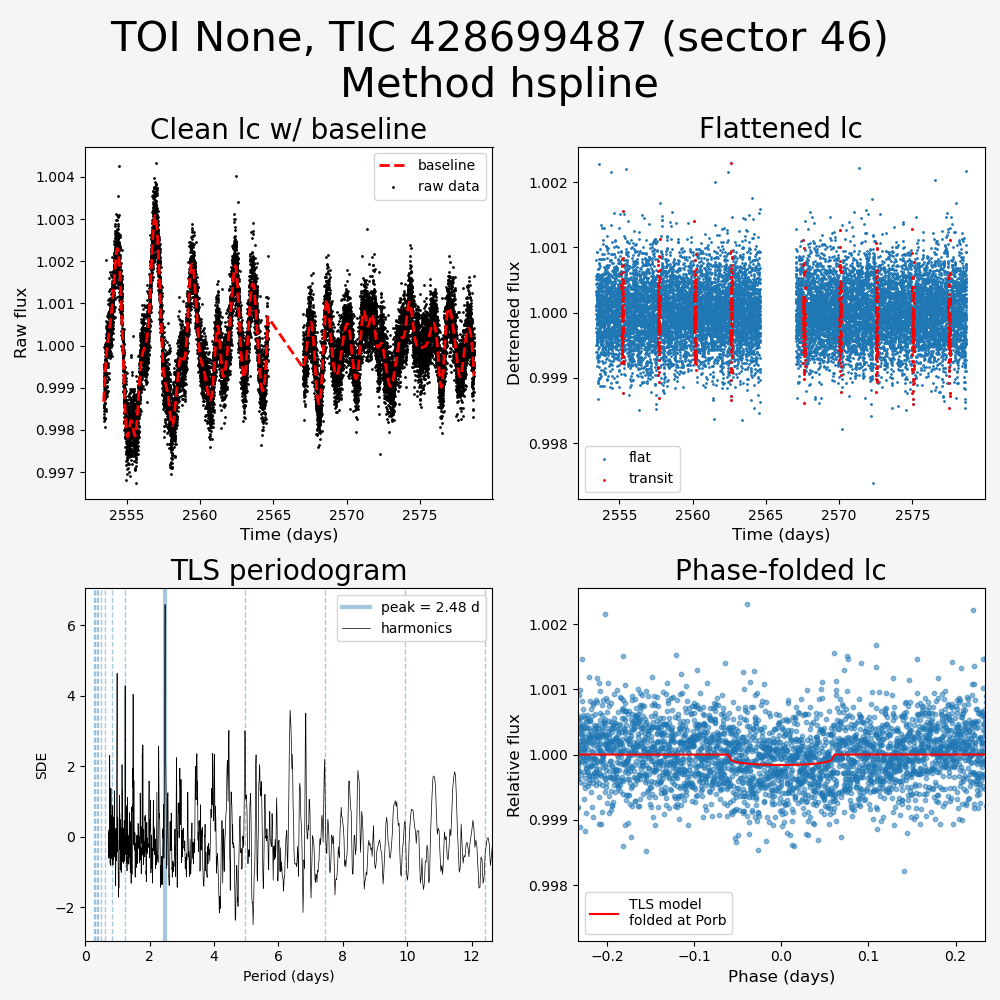 TOI None, TIC 428699487 (sector 46)
Method hspline
Clean lc w/ baseline
Raw flux
1.004
1.003
1.002
1.001
1.000
0.999
0.998
0.997
baseline
raw data
2555
2560
2565
2570
2575
Time (days)
Flattened lc
Detrended flux
1.002
1.001
1.000
0.999
0.998
flat
transit
2555
2560
2565
2570
2575
Time (days)
TLS periodogram
SDE
6
4
2
0
−2
peak = 2.48 d
harmonics
0
2
4
6
8
10
12
Period (days)
Phase-folded lc
Relative flux
1.002
1.001
1.000
0.999
0.998
TLS model
folded at Porb
−0.2
−0.1
0.0
0.1
0.2
Phase (days)